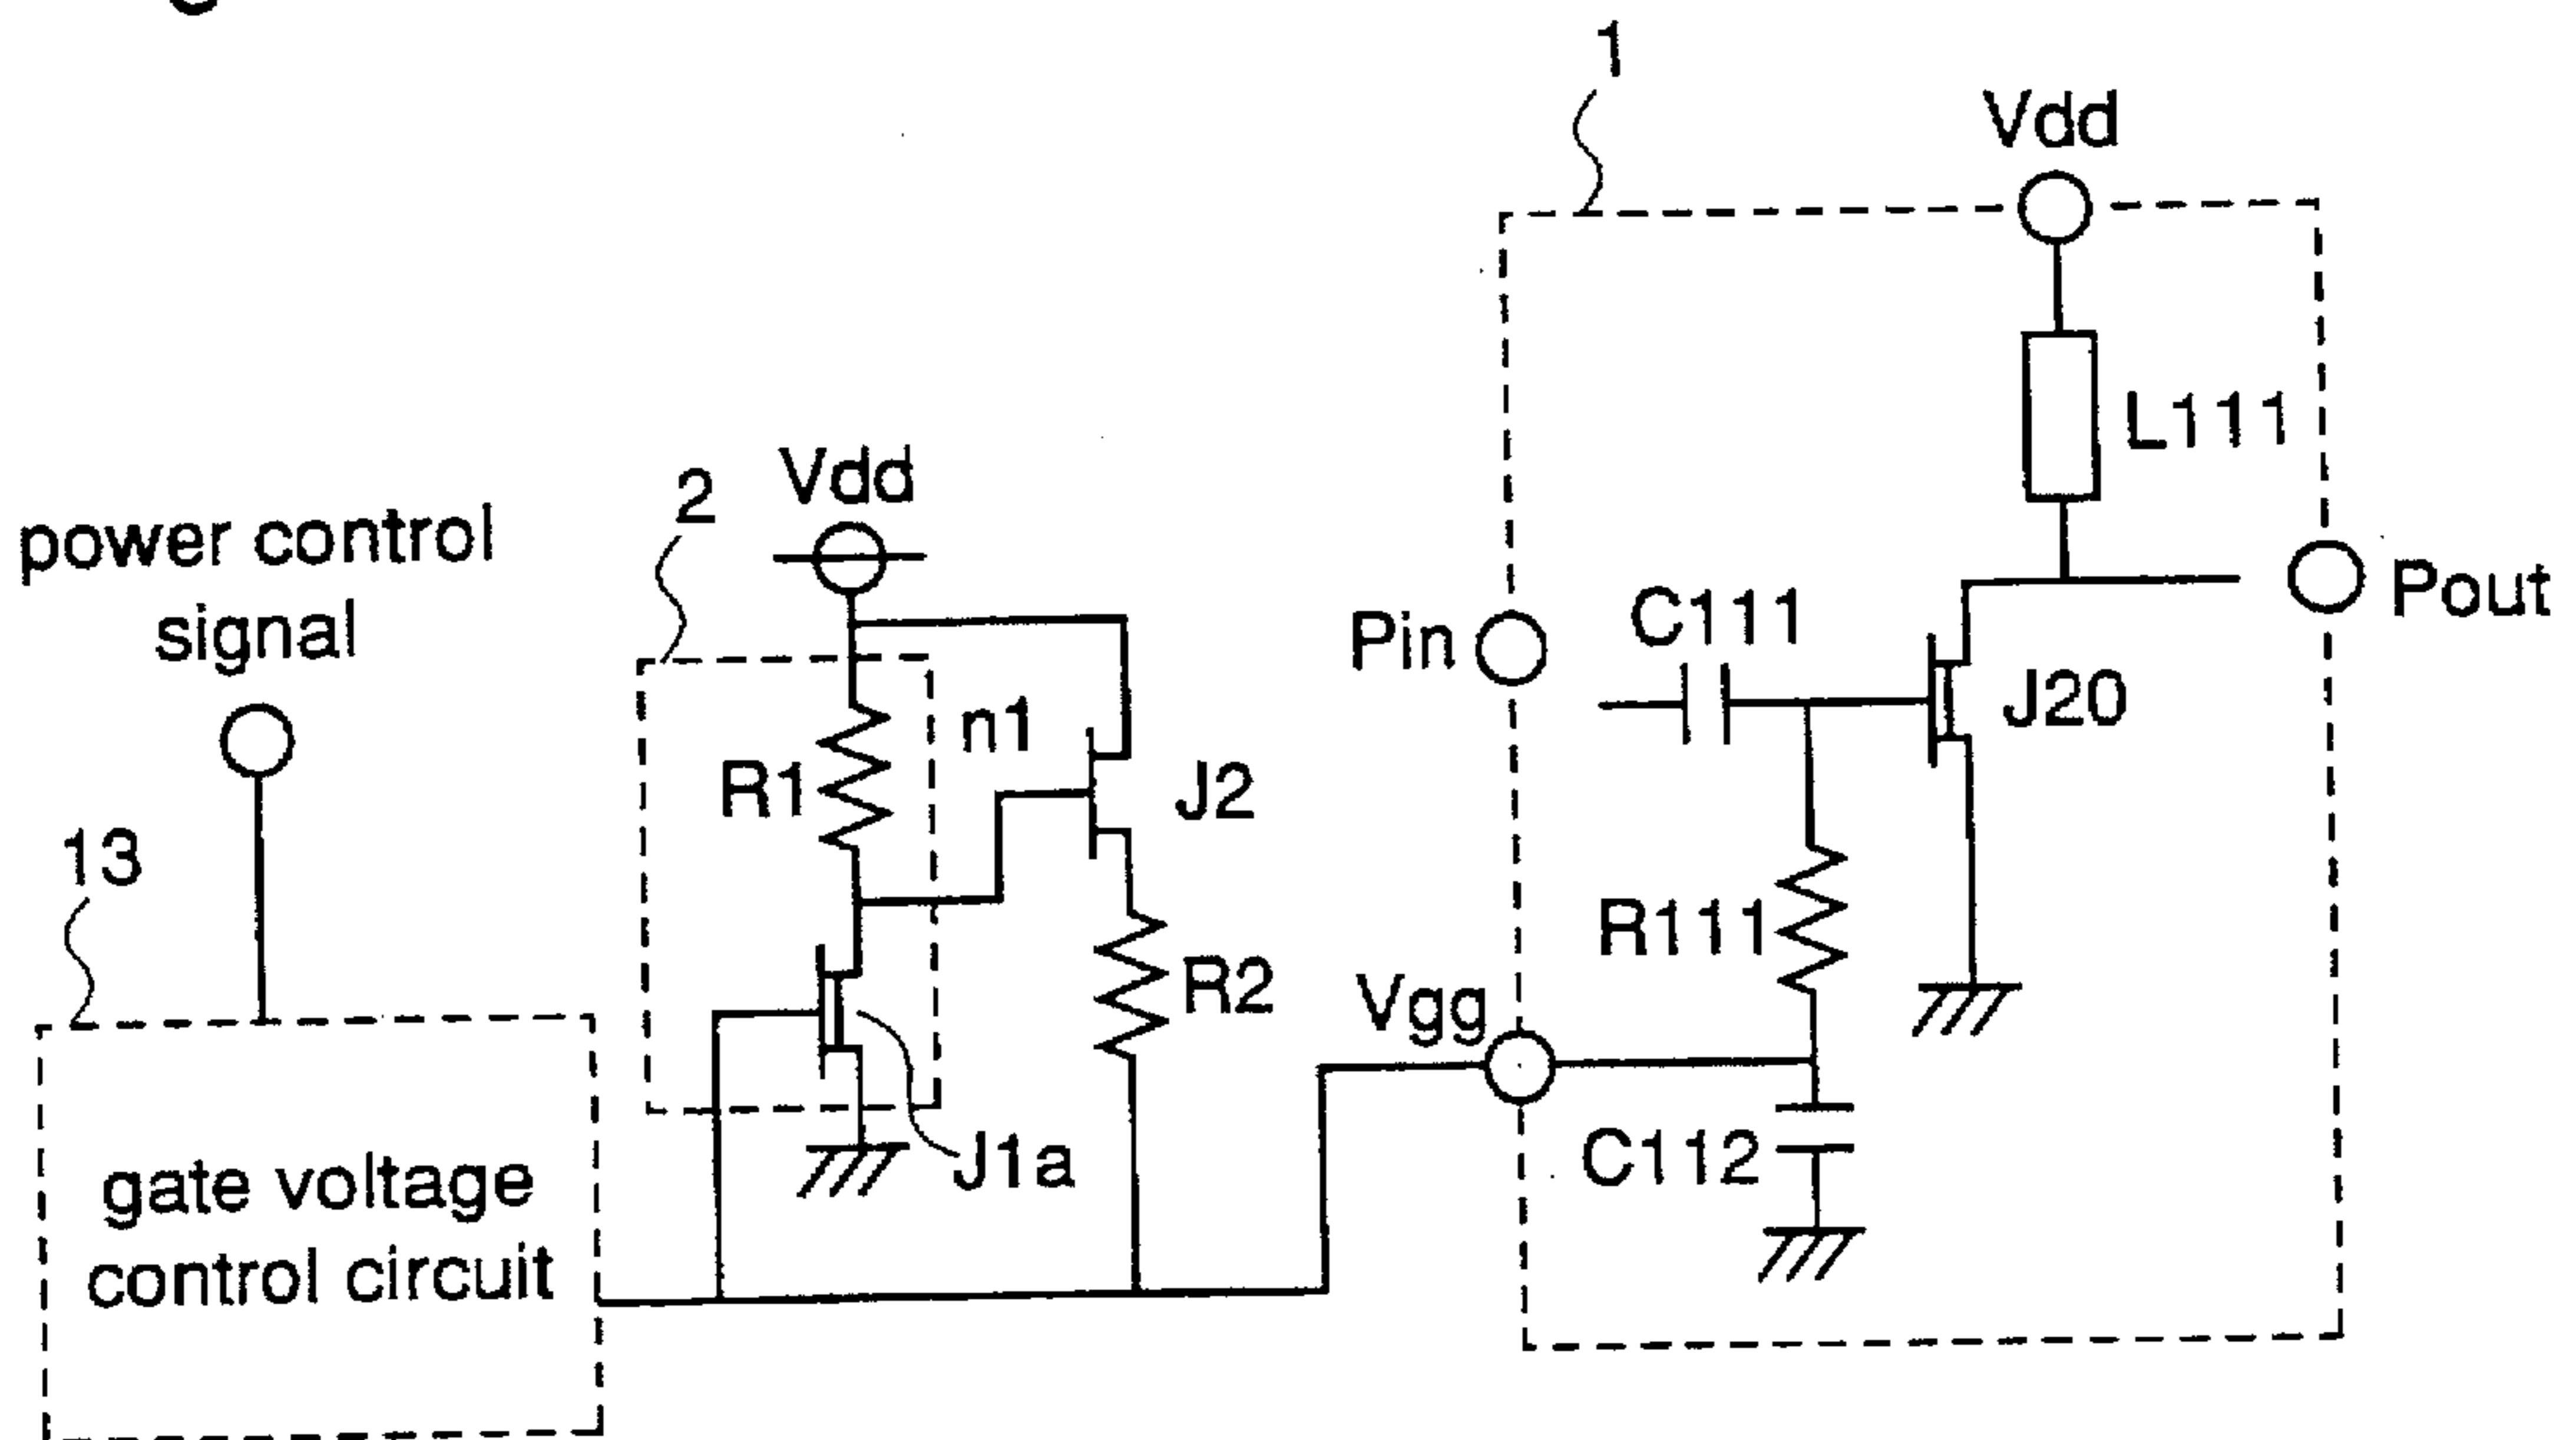 1
Vdd
L111
2
Vdd
power control
signal
Pin
C111
Pout
n1
J20
R1
J2
13
R111
R2
Vgg
J1a
C112
gate voltage
control circuit